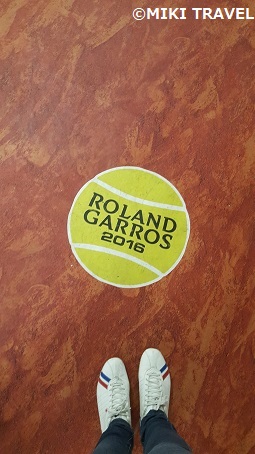 ©MIKI TRAVEL
ROLAND
GARROS
2016